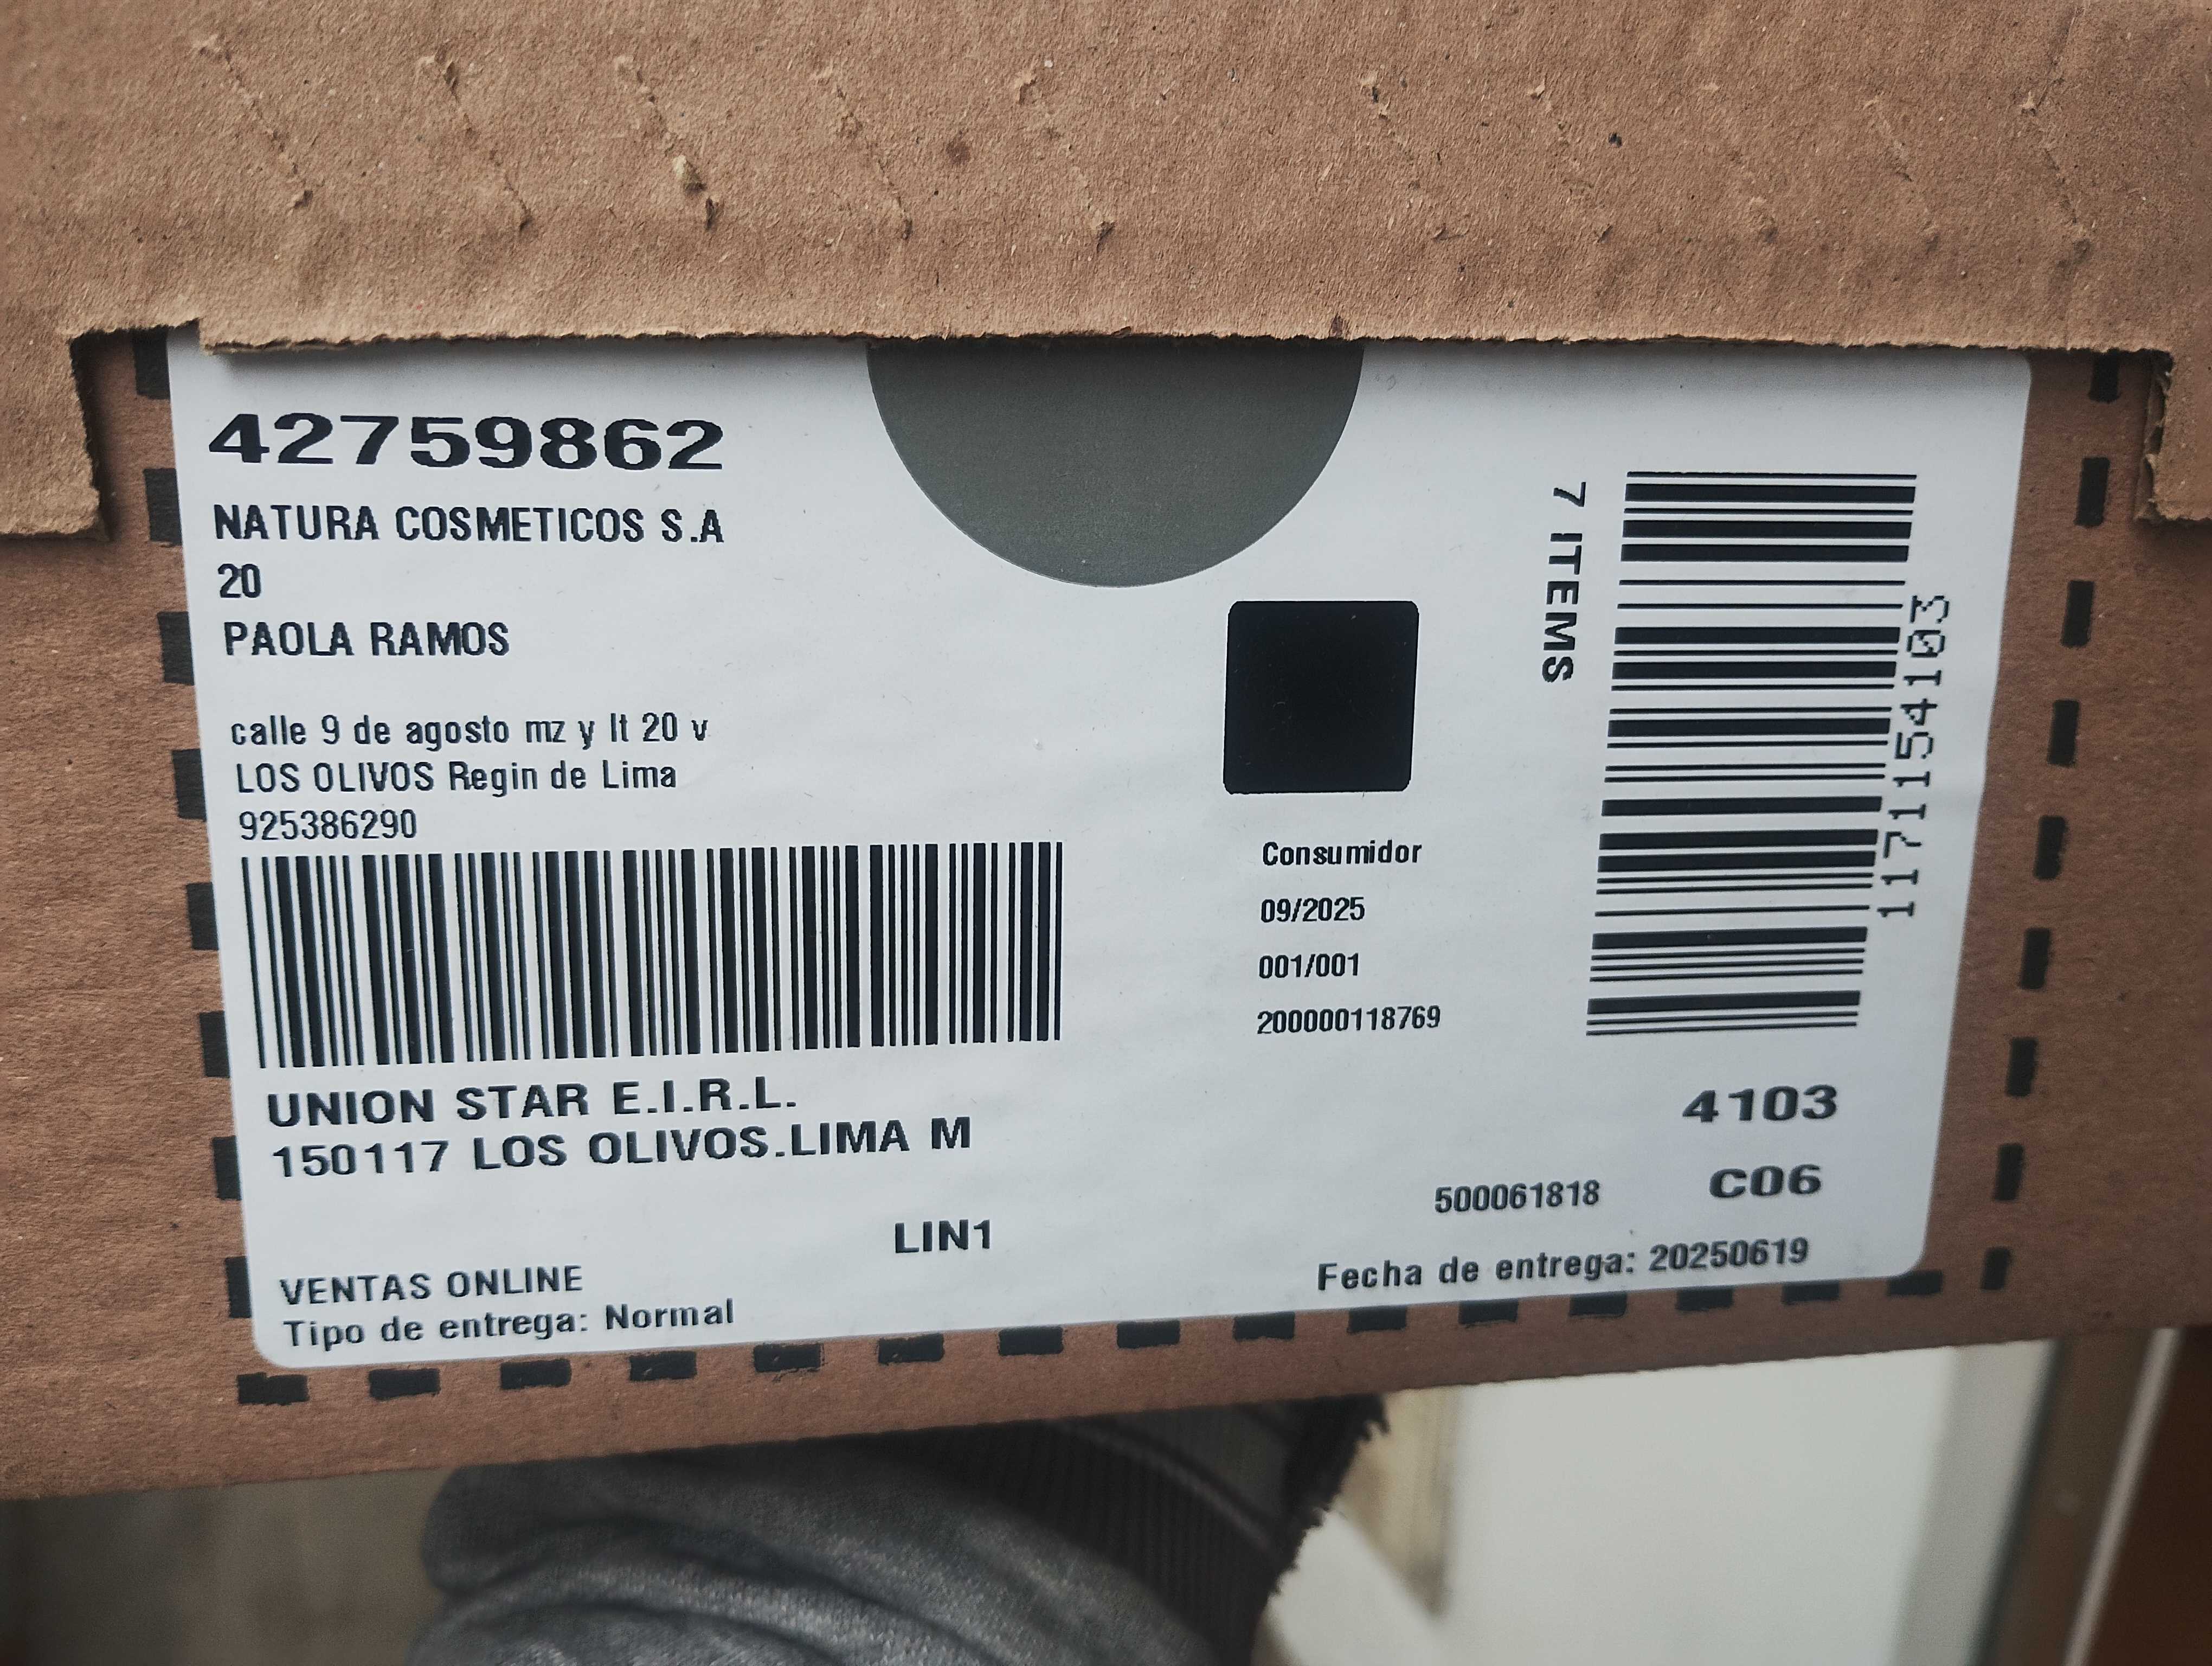 42759862
NATURA COSMETICOS S.A
20
PAOLA RAMOS
calle 9 de agosto mz y lt 20 v
LOS OLIVOS Regin de Lima
925386290
UNION STAR E.I.R.L.
150117 LOS OLIVOS.LIMA M
LIN1
VENTAS ONLINE
Tipo de entrega: Normal
Consumidor
09/2025
001/001
200000118769
7 ITEMS
1171154103
4103
500061818 C06
Fecha de entrega: 20250619